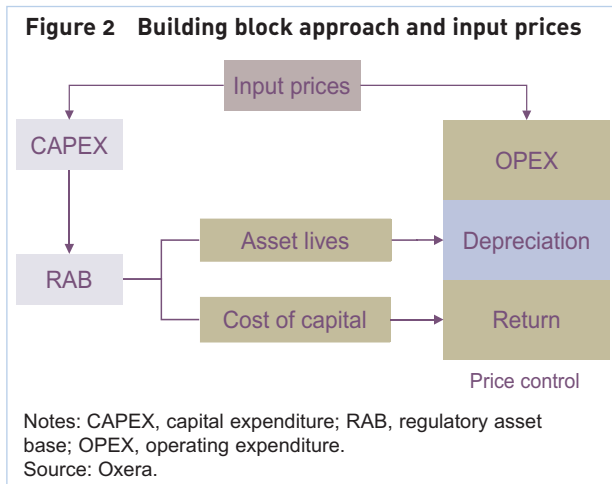 Figure 2 Building block approach and input prices
Input prices
CAPEX
OPEX
Asset lives
Depreciation
RAB
Cost of capital
Return
Price control
Notes: CAPEX, capital expenditure; RAB, regulatory asset
base; OPEX, operating expenditure.
Source: Oxera.